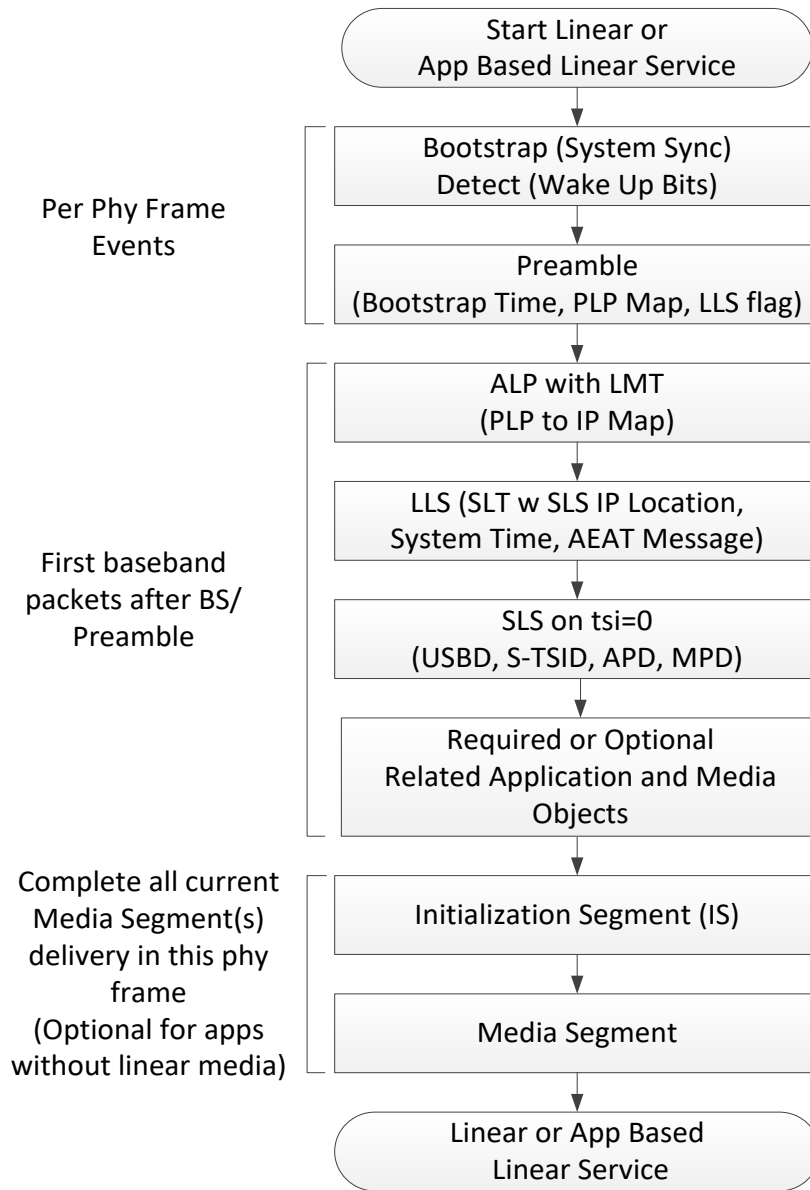 Start Linear or
App Based Linear Service
Per Phy Frame
Events
Bootstrap (System Sync)
Detect (Wake Up Bits)
Preamble
(Bootstrap Time, PLP Map, LLS flag)
First baseband
packets after BS/
Preamble
ALP with LMT
(PLP to IP Map)
LLS (SLT w SLS IP Location,
System Time, AEAT Message)
SLS on tsi=0
(USBD, S-TSID, APD, MPD)
Required or Optional
Related Application and Media
Objects
Complete all current
Media Segment(s)
delivery in this phy
frame
(Optional for apps
without linear media)
Initialization Segment (IS)
Media Segment
Linear or App Based
Linear Service